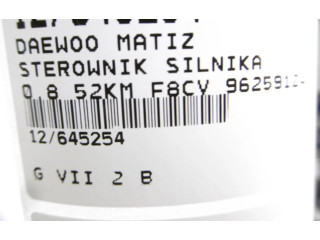 DAEWOO MATIZ
STEROWNIK SILNIKA
0.8 52KM F8CV
12/645254
G VII 2 B